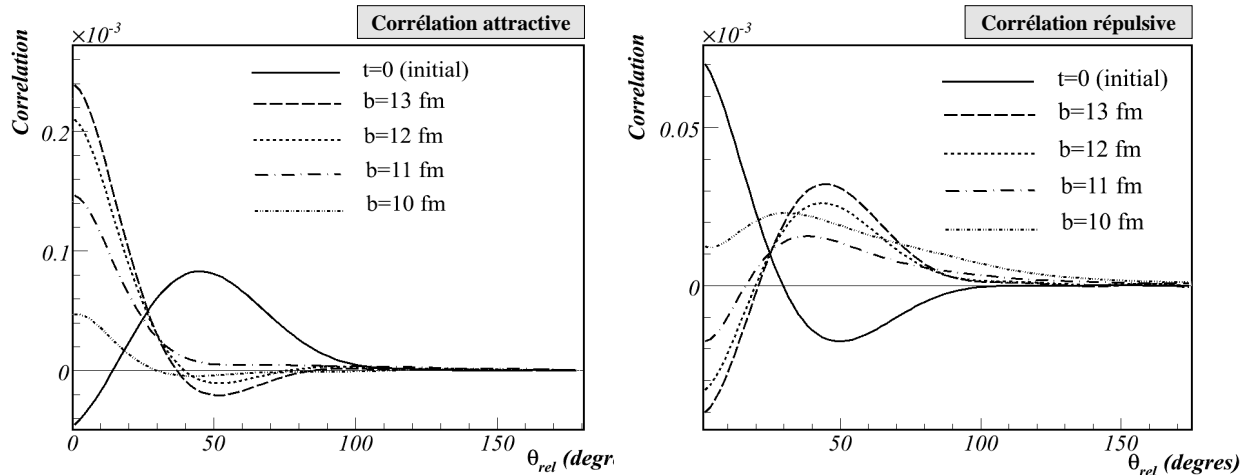 Corrélation attractive
×10⁻³
Correlation
t=0 (initial)
b=13 fm
b=12 fm
b=11 fm
b=10 fm
0.2
0.1
0
0
50
100
150
θrel (degr
Corrélation répulsive
×10⁻³
Correlation
t=0 (initial)
b=13 fm
b=12 fm
b=11 fm
b=10 fm
0.05
0
50
100
150
θrel (degres)